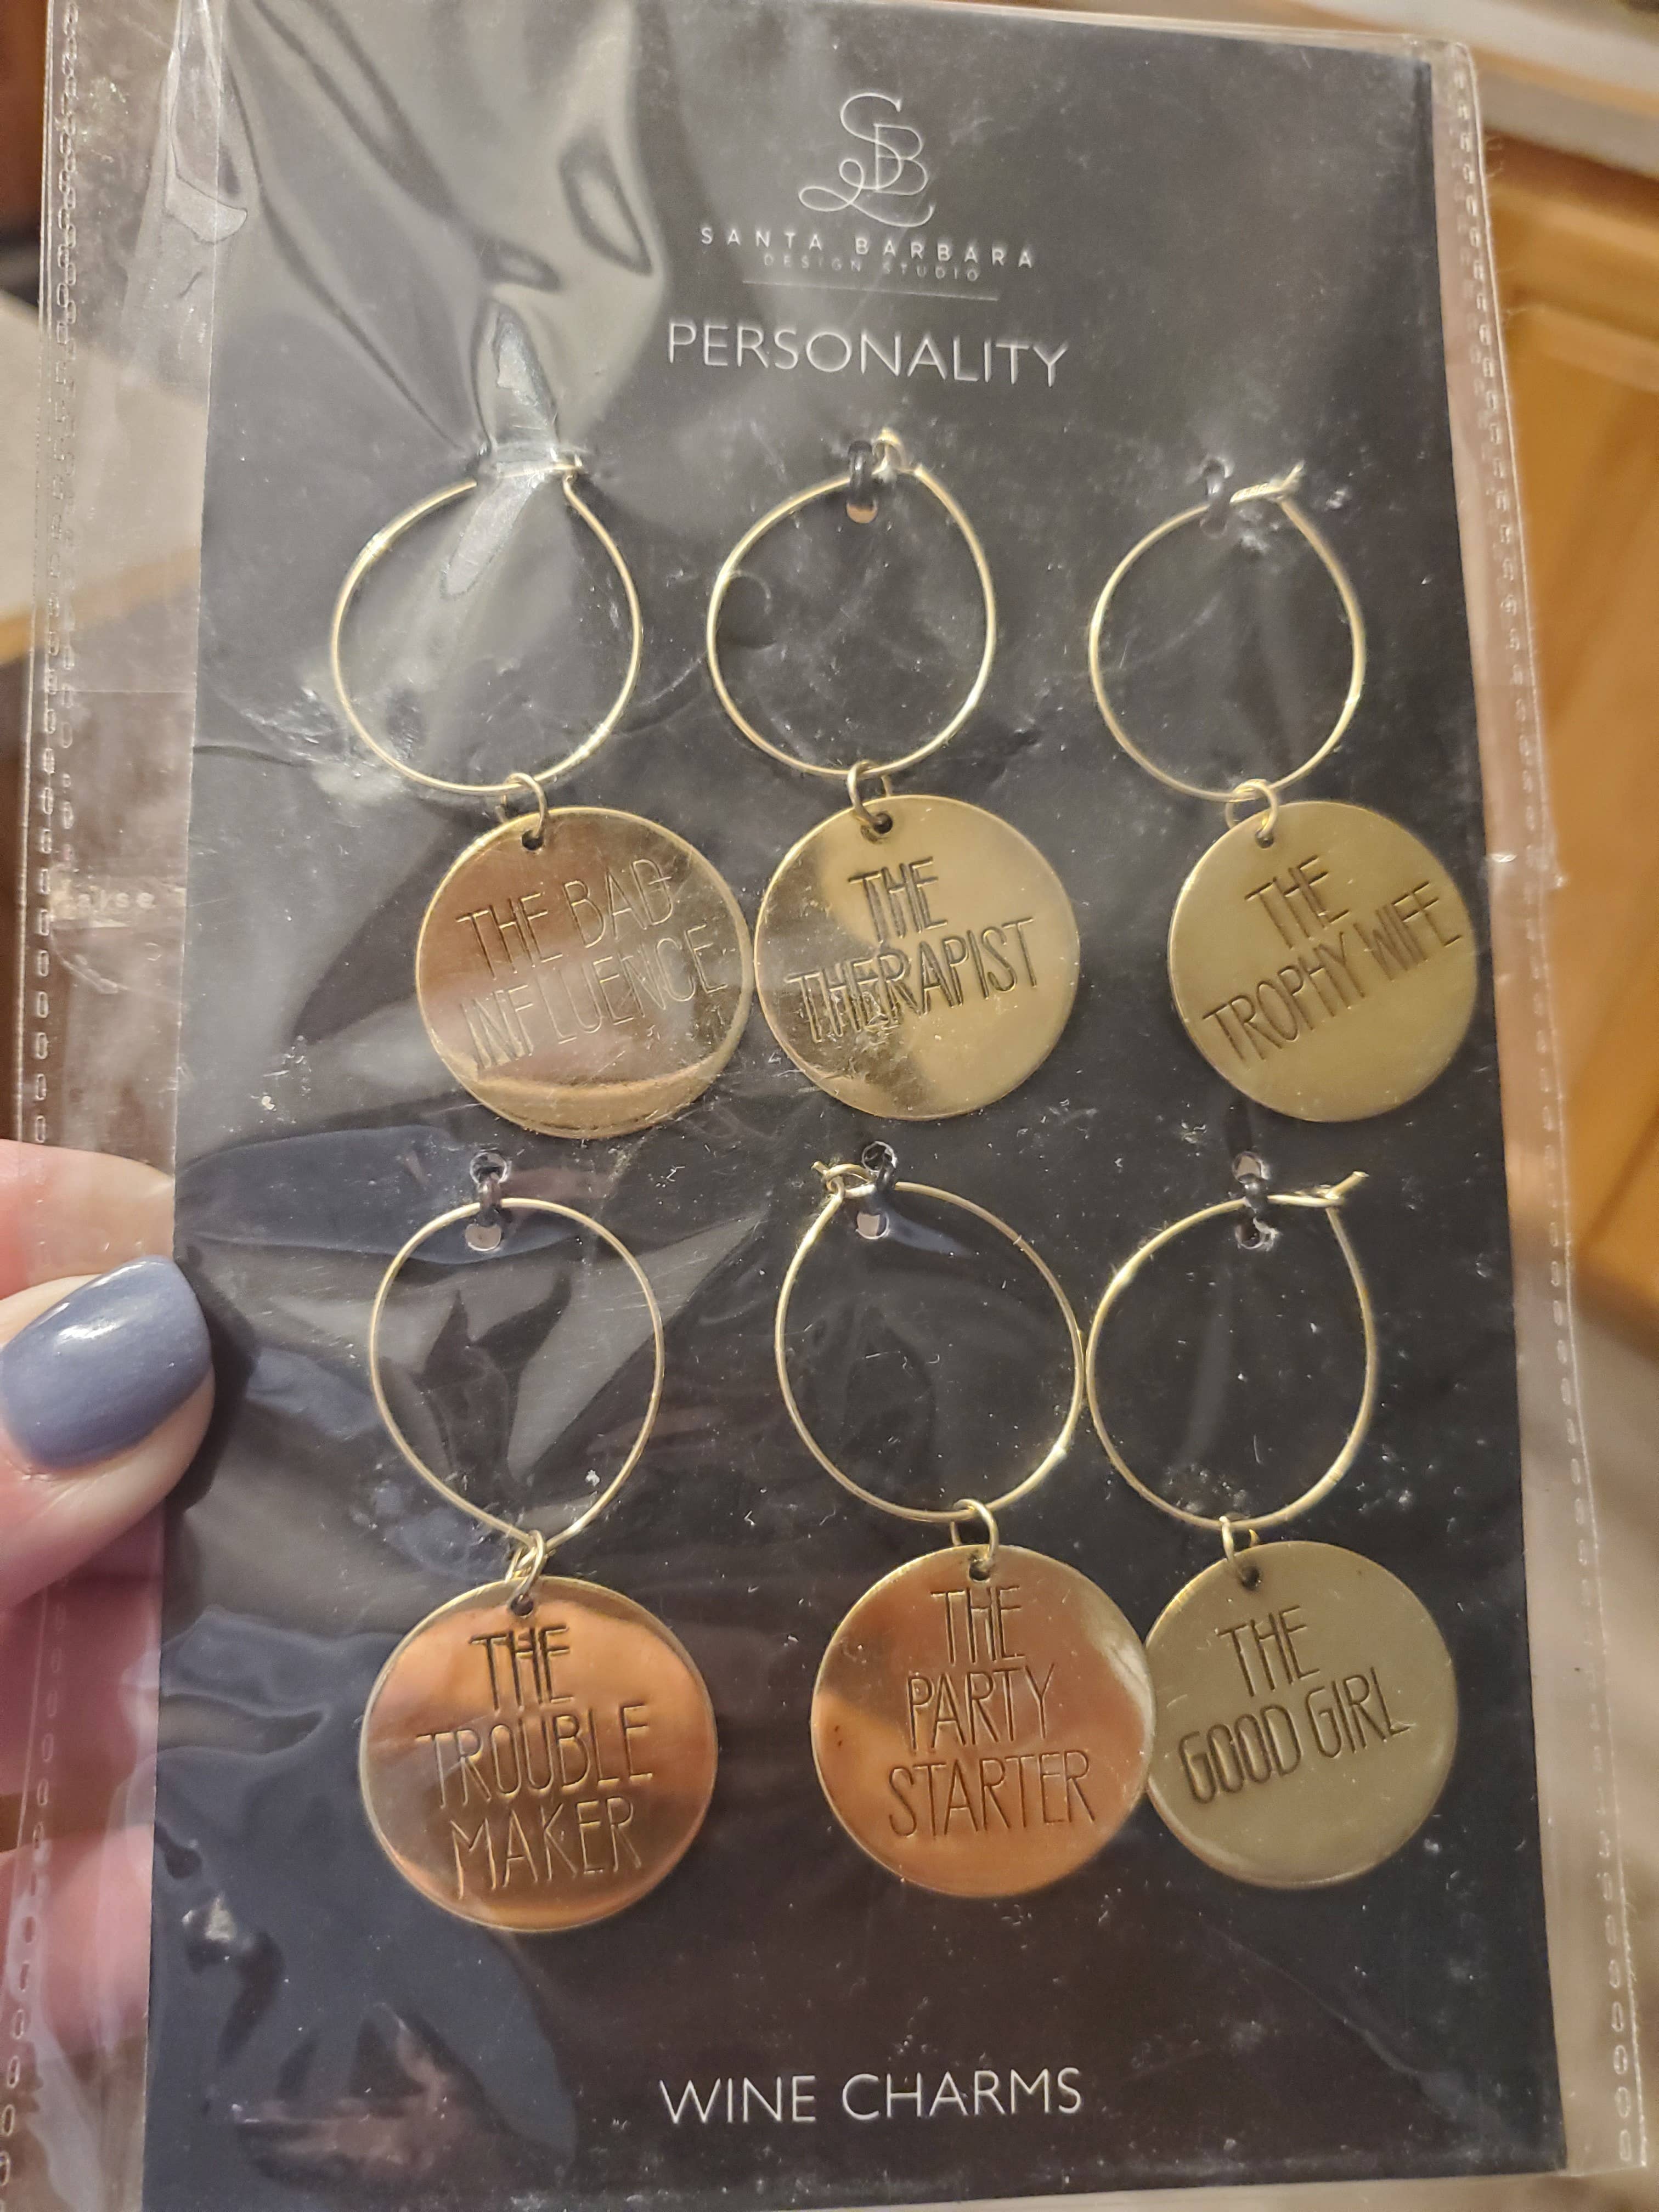 SB
SANTA BARBARA
DESIGN STUDIO
PERSONALITY
THE BAD
INFLUENCE
THE
THERAPIST
THE
TROPHY WIFE
THE
TROUBLE
MAKER
THE
PARTY
STARTER
THE
GOOD GIRL
WINE CHARMS